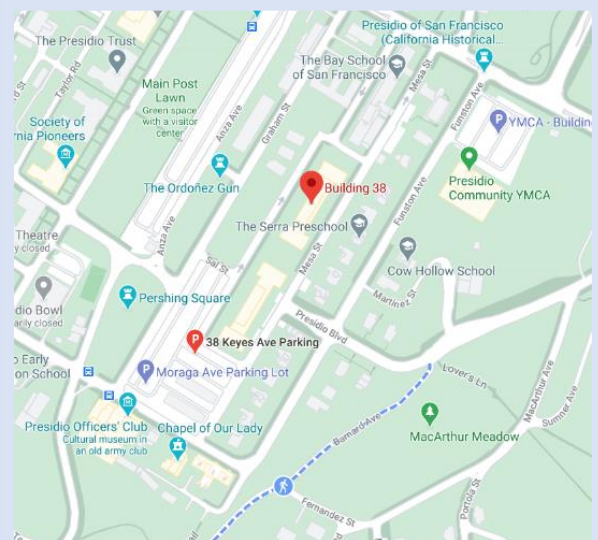 Presidio of San Francisco
(California Historical...
The Presidio Trust
The Bay School
of San Francisco
Mesa St
Taylor Rd
Main Post
Lawn
Green space
with a visitor
center
Anza Ave
Graham St
Funston Ave
YMCA - Buildin
Society of
nia Pioneers
The Ordoñez Gun
Building 38
Presidio
Community YMCA
The Serra Preschool
Funston Ave
Theatre
y closed
Anza Ave
Sal St
Mesa St
Cow Hollow School
dio Bowl
arily closed
Pershing Square
Martinez St
Presidio Blvd
38 Keyes Ave Parking
o Early
on School
Moraga Ave Parking Lot
Lover's Ln
MacArthur Ave
Sumner Ave
Presidio Officers' Club
Cultural museum in
an old army club
Chapel of Our Lady
Barnard Ave
MacArthur Meadow
Portola St
Fernandez St